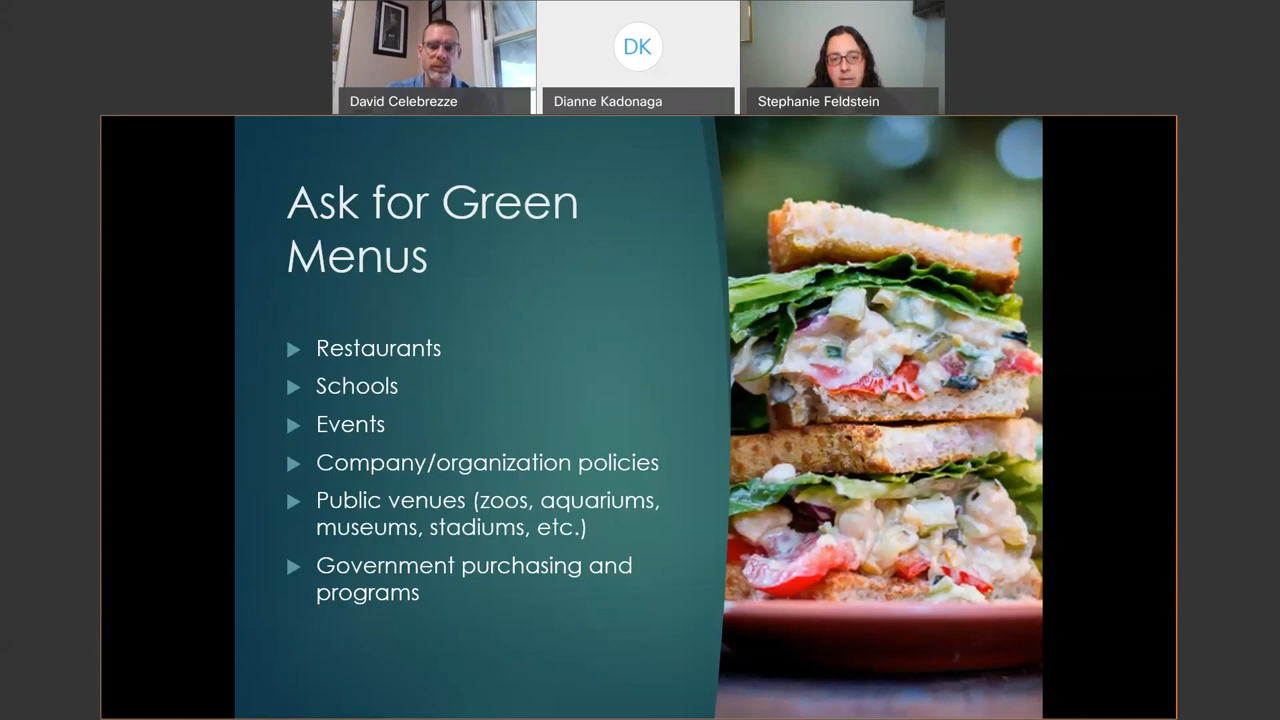 DK
David Celebrezze
Dianne Kadonaga
Stephanie Feldstein
Ask for Green
Menus
Restaurants
Schools
Events
Company/organization policies
Public venues (zoos, aquariums,
museums, stadiums, etc.)
Government purchasing and
programs